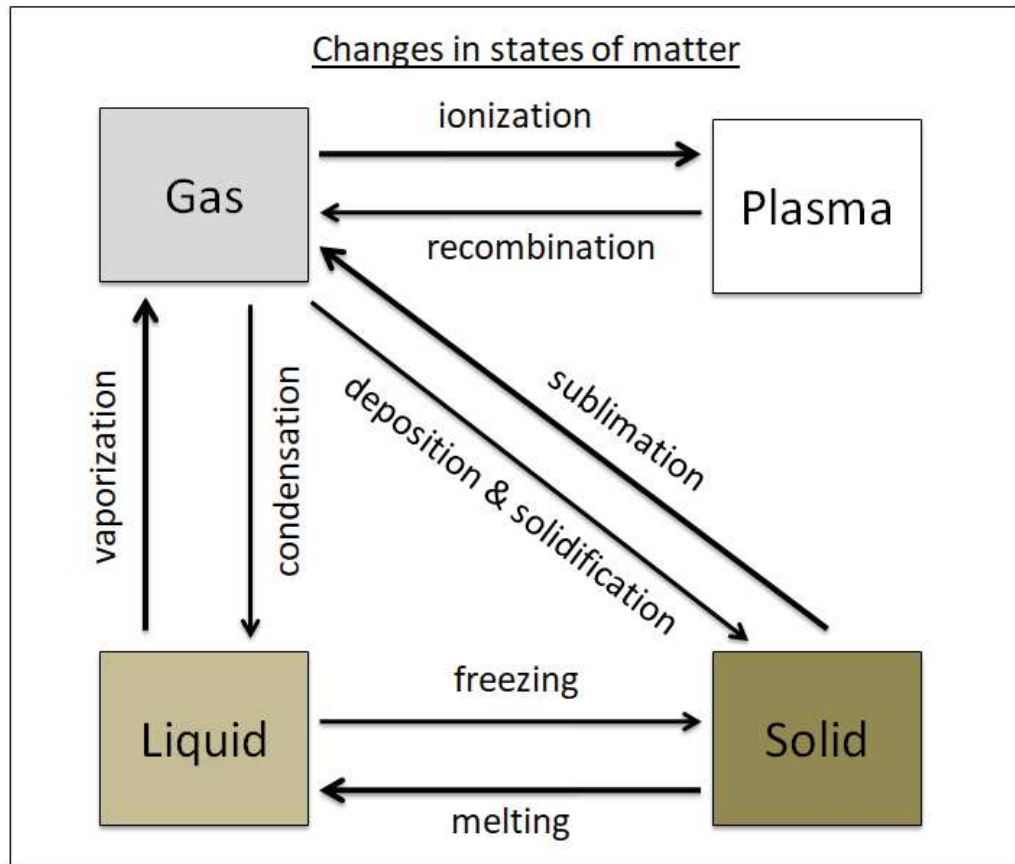 Changes in states of matter
ionization
Gas
Plasma
recombination
sublimation
deposition & solidification
vaporization
condensation
freezing
Liquid
Solid
melting